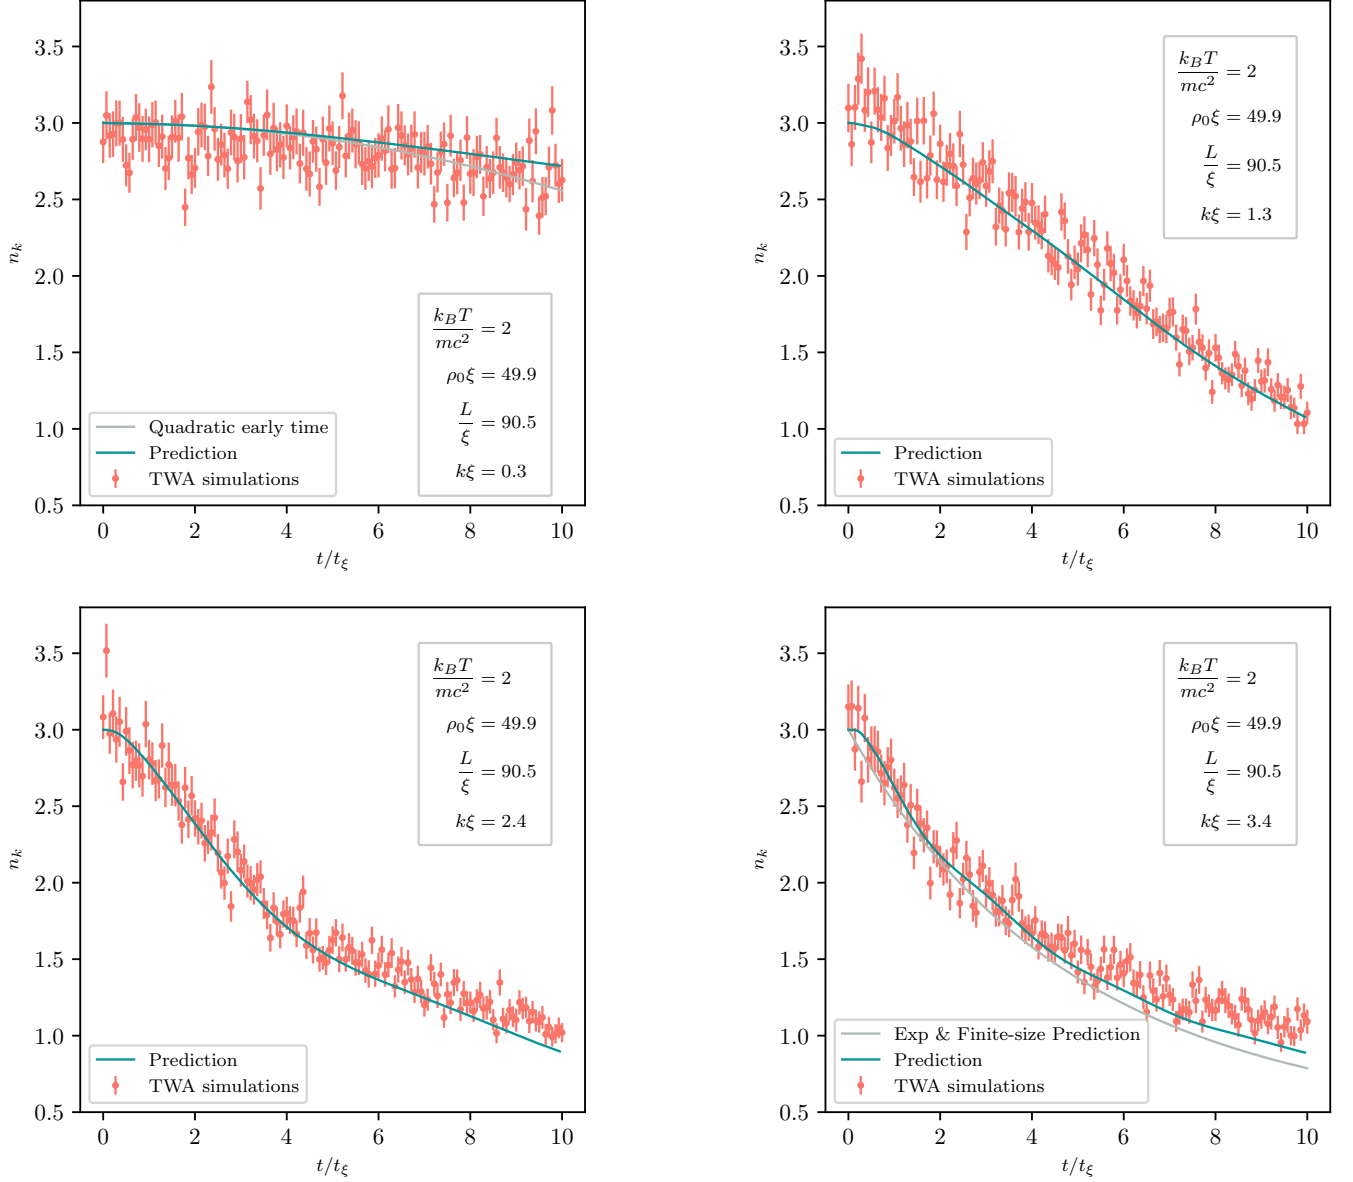 3.5
3.0
2.5
2.0
1.5
1.0
0.5
n_k
k_B T / mc² = 2
ρ₀ξ = 49.9
L / ξ = 90.5
kξ = 0.3
Quadratic early time
Prediction
TWA simulations
0 2 4 6 8 10
t/t_ξ
3.5
3.0
2.5
2.0
1.5
1.0
0.5
n_k
k_B T / mc² = 2
ρ₀ξ = 49.9
L / ξ = 90.5
kξ = 1.3
Prediction
TWA simulations
0 2 4 6 8 10
t/t_ξ
3.5
3.0
2.5
2.0
1.5
1.0
0.5
n_k
k_B T / mc² = 2
ρ₀ξ = 49.9
L / ξ = 90.5
kξ = 2.4
Prediction
TWA simulations
0 2 4 6 8 10
t/t_ξ
3.5
3.0
2.5
2.0
1.5
1.0
0.5
n_k
k_B T / mc² = 2
ρ₀ξ = 49.9
L / ξ = 90.5
kξ = 3.4
Exp & Finite-size Prediction
Prediction
TWA simulations
0 2 4 6 8 10
t/t_ξ